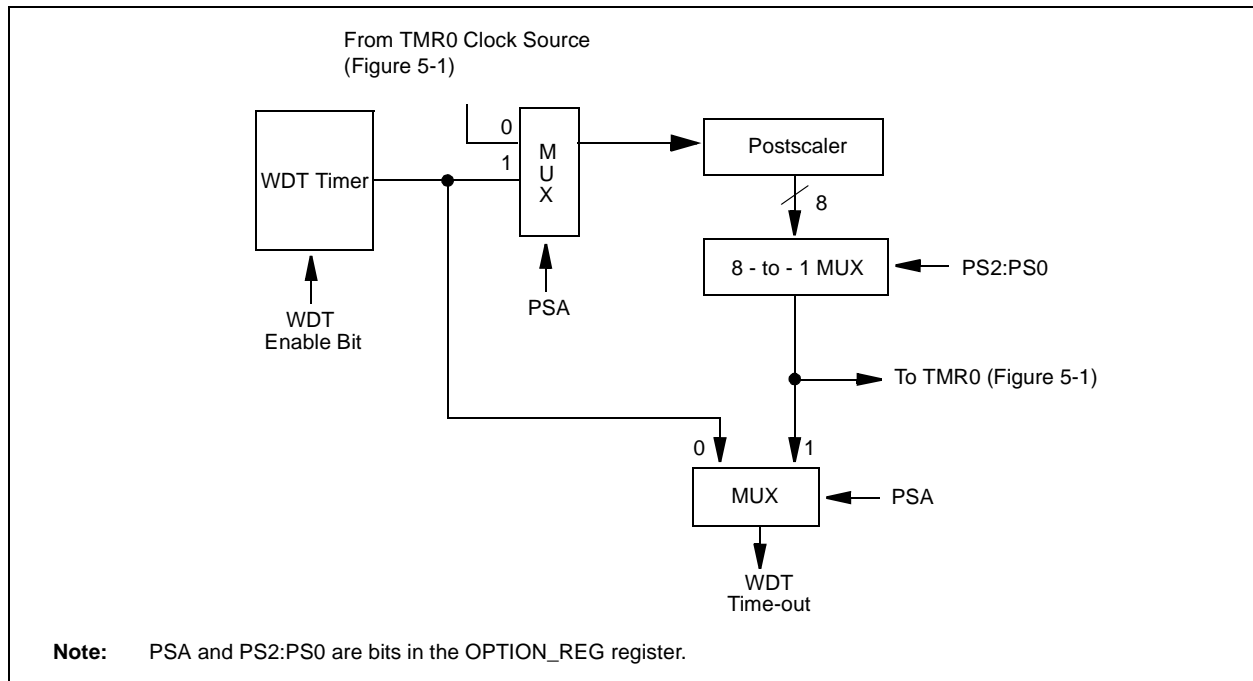 From TMR0 Clock Source
(Figure 5-1)
0
1
M
U
X
WDT Timer
Postscaler
8
8 - to - 1 MUX
PS2:PS0
PSA
WDT
Enable Bit
To TMR0 (Figure 5-1)
0
1
MUX
PSA
WDT
Time-out
Note: PSA and PS2:PS0 are bits in the OPTION_REG register.